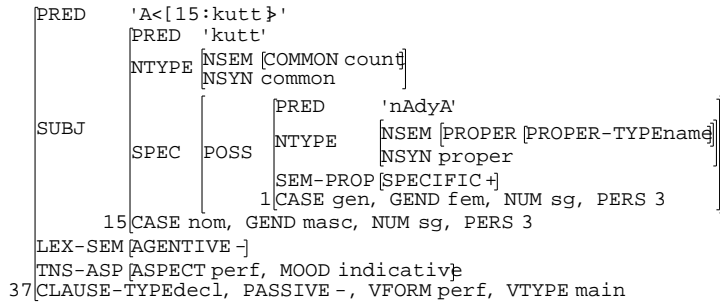 PRED 'A<[15:kutt]>'
PRED 'kutt'
NTYPE NSEM COMMON count
NSYN common
PRED 'nAdyA'
NTYPE NSEM PROPER PROPER-TYPE name
NSYN proper
SUBJ SPEC POSS
SEM-PROP SPECIFIC +
1 CASE gen, GEND fem, NUM sg, PERS 3
15 CASE nom, GEND masc, NUM sg, PERS 3
LEX-SEM AGENTIVE -
TNS-ASP ASPECT perf, MOOD indicative
37 CLAUSE-TYPE decl, PASSIVE -, VFORM perf, VTYPE main